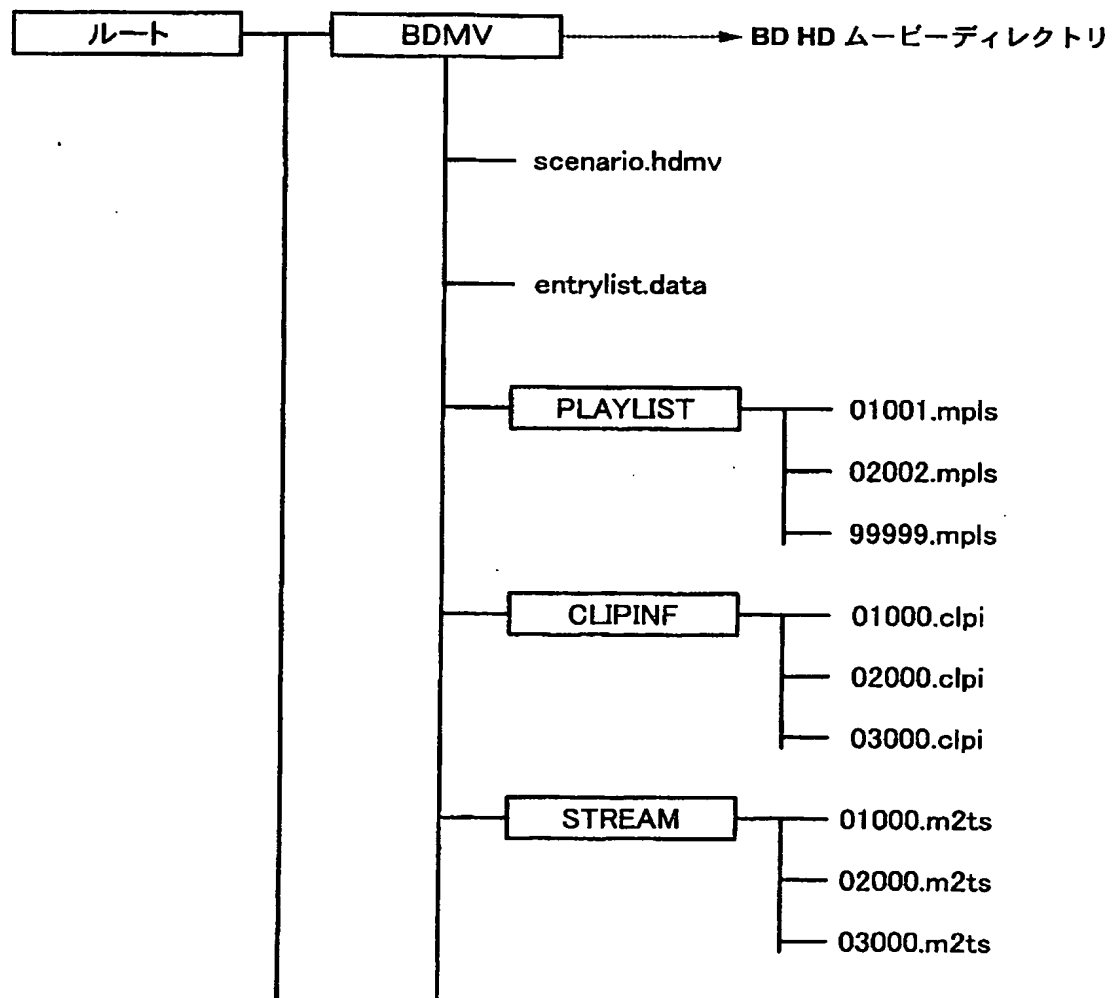 ルート BDMV BD HD ムービーディレクトリ
scenario.hdmv
entrylist.data
PLAYLIST 01001.mpls
02002.mpls
99999.mpls
CLIPINF 01000.clpi
02000.clpi
03000.clpi
STREAM 01000.m2ts
02000.m2ts
03000.m2ts